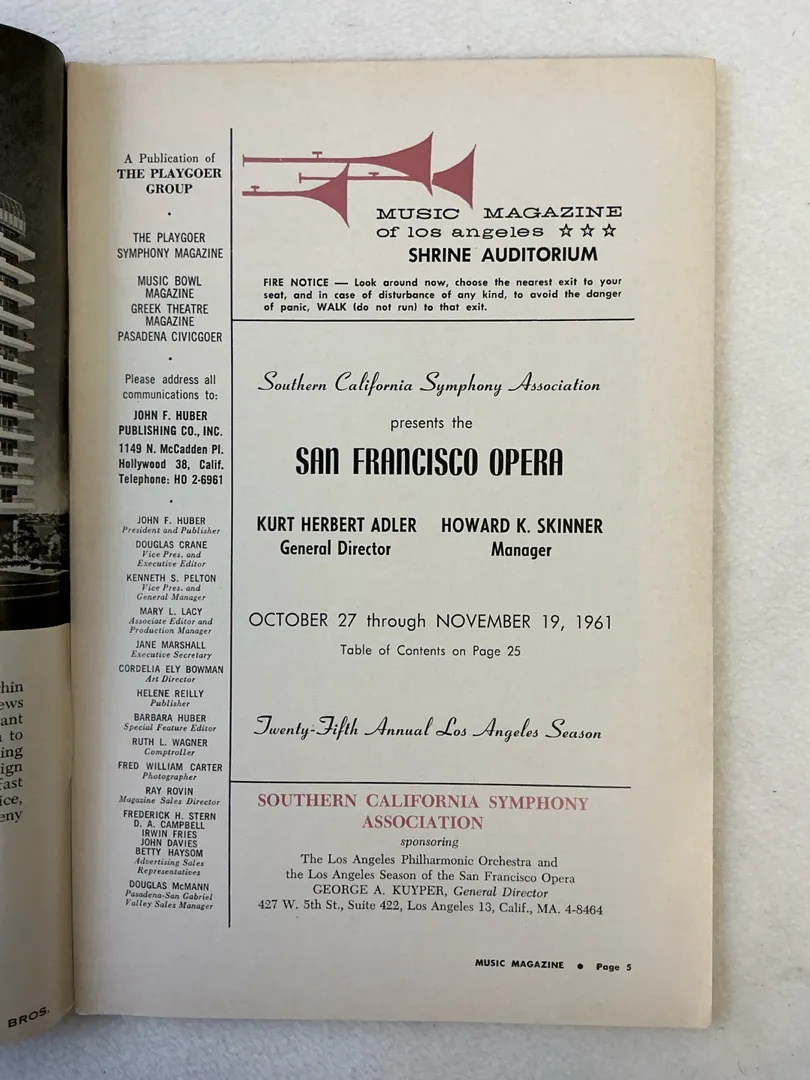 A Publication of
THE PLAYGOER
GROUP
•
THE PLAYGOER
SYMPHONY MAGAZINE
MUSIC BOWL
MAGAZINE
GREEK THEATRE
MAGAZINE
PASADENA CIVICGOER
•
Please address all
communications to:
JOHN F. HUBER
PUBLISHING CO., INC.
1149 N. McCadden Pl.
Hollywood 38, Calif.
Telephone: HO 2-6961
•
JOHN F. HUBER
President and Publisher
DOUGLAS CRANE
Vice Pres. and
Executive Editor
KENNETH S. PELTON
Vice Pres. and
General Manager
MARY L. LACY
Associate Editor and
Production Manager
JANE MARSHALL
Executive Secretary
CORDELIA ELY BOWMAN
Art Director
HELENE REILLY
Publisher
BARBARA HUBER
Special Feature Editor
RUTH L. WAGNER
Comptroller
FRED WILLIAM CARTER
Photographer
RAY ROVIN
Magazine Sales Director
FREDERICK H. STERN
D. A. CAMPBELL
IRWIN FRIES
JOHN DAVIES
BETTY HAYSOM
Advertising Sales
Representatives
DOUGLAS McMANN
Pasadena-San Gabriel
Valley Sales Manager
MUSIC MAGAZINE
of los angeles ☆ ☆ ☆
SHRINE AUDITORIUM
FIRE NOTICE — Look around now, choose the nearest exit to your
seat, and in case of disturbance of any kind, to avoid the danger
of panic, WALK (do not run) to that exit.
Southern California Symphony Association
presents the
SAN FRANCISCO OPERA
KURT HERBERT ADLER HOWARD K. SKINNER
General Director Manager
OCTOBER 27 through NOVEMBER 19, 1961
Table of Contents on Page 25
Twenty-Fifth Annual Los Angeles Season
SOUTHERN CALIFORNIA SYMPHONY
ASSOCIATION
sponsoring
The Los Angeles Philharmonic Orchestra and
the Los Angeles Season of the San Francisco Opera
GEORGE A. KUYPER, General Director
427 W. 5th St., Suite 422, Los Angeles 13, Calif., MA. 4-8464
MUSIC MAGAZINE • Page 5
BROS.